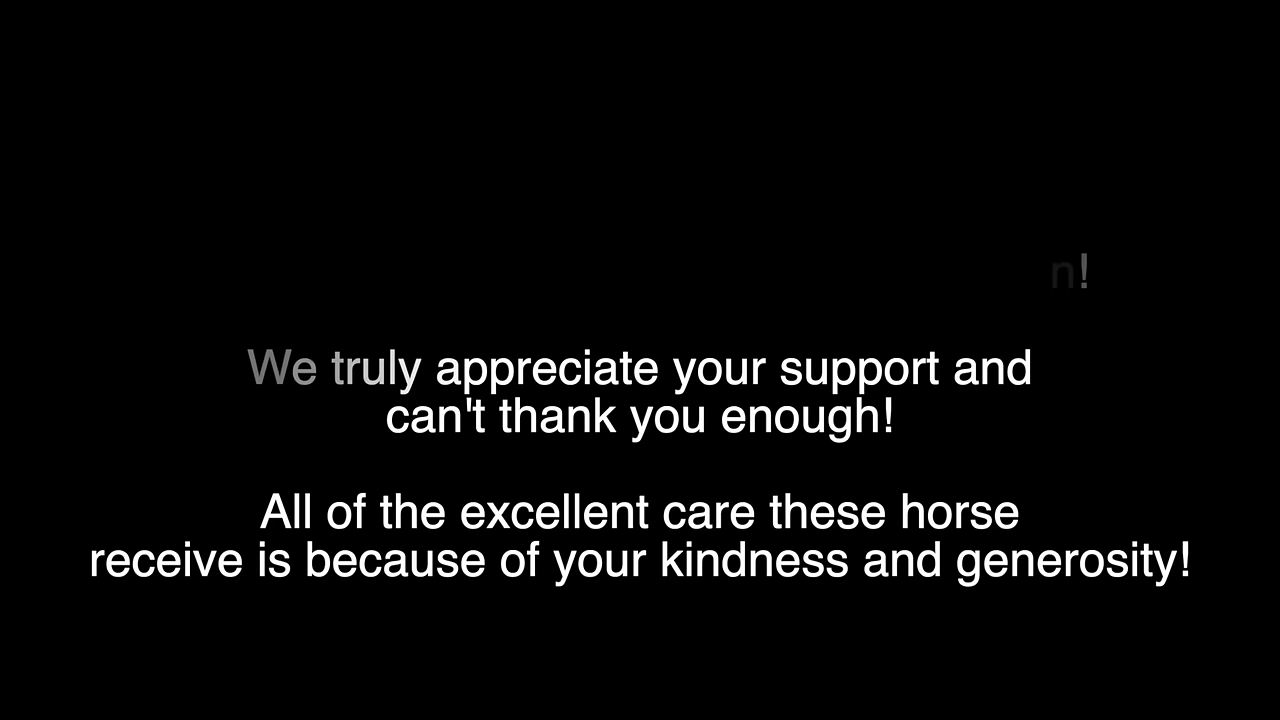 n!
We truly appreciate your support and
can't thank you enough!
All of the excellent care these horse
receive is because of your kindness and generosity!